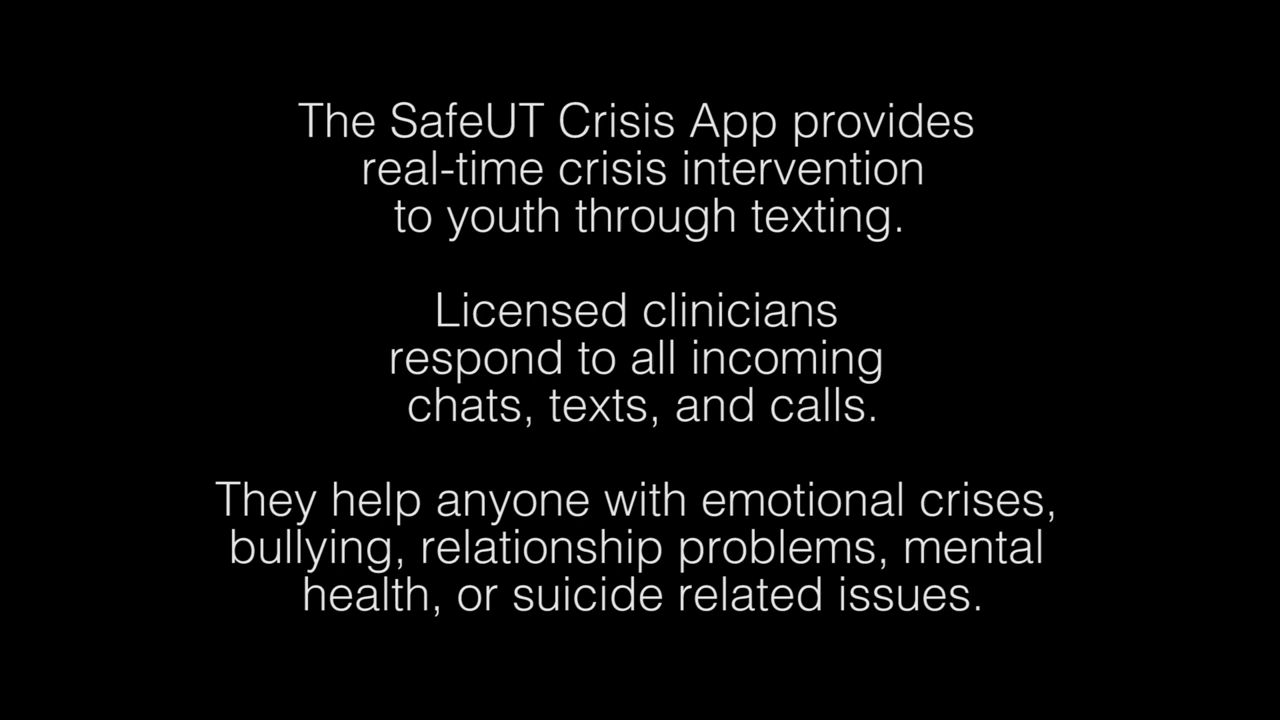 The SafeUT Crisis App provides
real-time crisis intervention
to youth through texting.
Licensed clinicians
respond to all incoming
chats, texts, and calls.
They help anyone with emotional crises,
bullying, relationship problems, mental
health, or suicide related issues.